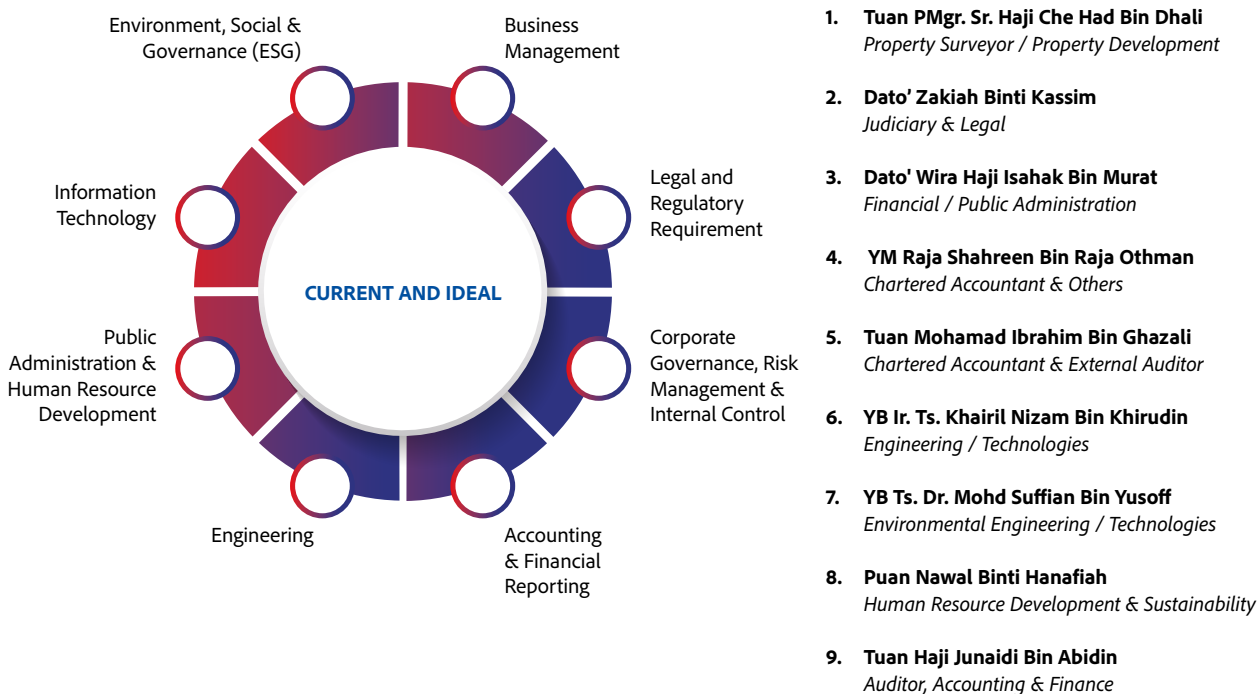 Environment, Social &
Governance (ESG)
Business
Management
Information
Technology
Legal and
Regulatory
Requirement
CURRENT AND IDEAL
Public
Administration &
Human Resource
Development
Corporate
Governance, Risk
Management &
Internal Control
Engineering
Accounting
& Financial
Reporting
1. Tuan PMgr. Sr. Haji Che Had Bin Dhali
Property Surveyor / Property Development
2. Dato’ Zakiah Binti Kassim
Judiciary & Legal
3. Dato' Wira Haji Isahak Bin Murat
Financial / Public Administration
4. YM Raja Shahreen Bin Raja Othman
Chartered Accountant & Others
5. Tuan Mohamad Ibrahim Bin Ghazali
Chartered Accountant & External Auditor
6. YB Ir. Ts. Khairil Nizam Bin Khirudin
Engineering / Technologies
7. YB Ts. Dr. Mohd Suffian Bin Yusoff
Environmental Engineering / Technologies
8. Puan Nawal Binti Hanafiah
Human Resource Development & Sustainability
9. Tuan Haji Junaidi Bin Abidin
Auditor, Accounting & Finance